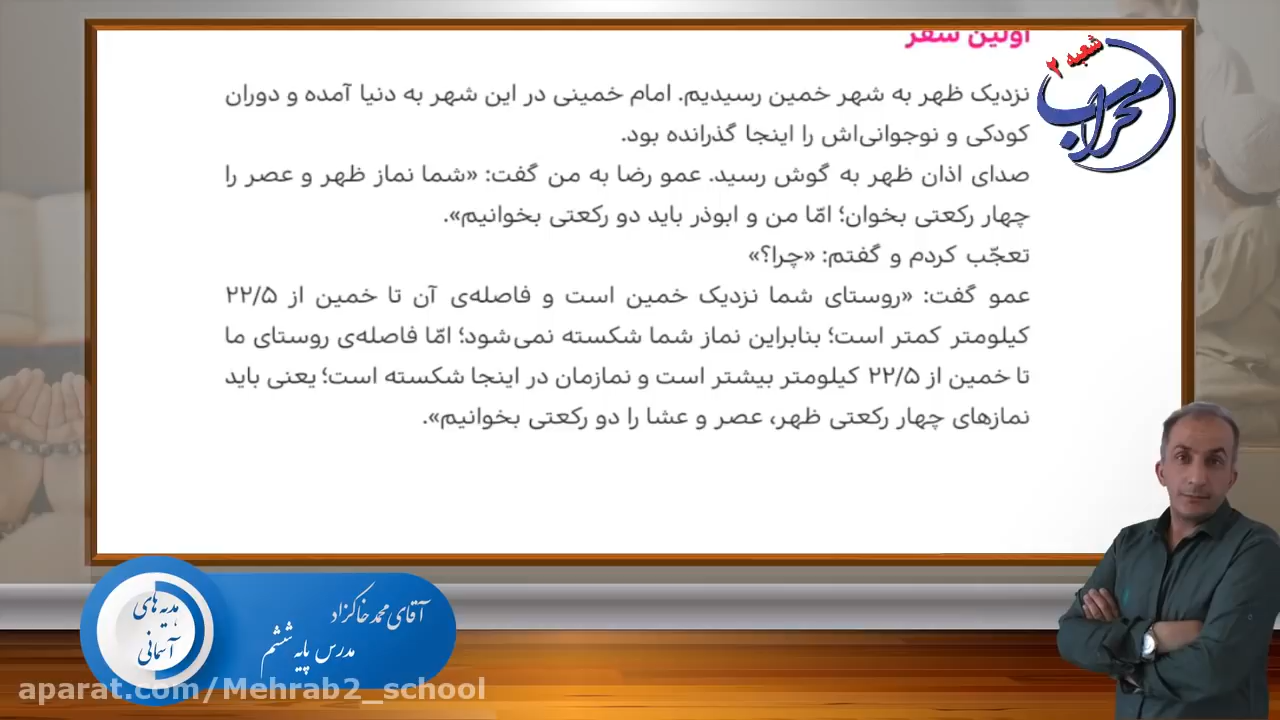 اولین سفر
شعبه ۲
محراب
نزدیک ظهر به شهر خمین رسیدیم. امام خمینی در این شهر به دنیا آمده و دوران
کودکی و نوجوانی‌اش را اینجا گذرانده بود.
صدای اذان ظهر به گوش رسید. عمو رضا به من گفت: «شما نماز ظهر و عصر را
چهار رکعتی بخوان؛ امّا من و ابوذر باید دو رکعتی بخوانیم».
تعجّب کردم و گفتم: «چرا؟»
عمو گفت: «روستای شما نزدیک خمین است و فاصله‌ی آن تا خمین از ۲۲/۵
کیلومتر کمتر است؛ بنابراین نماز شما شکسته نمی‌شود؛ امّا فاصله‌ی روستای ما
تا خمین از ۲۲/۵ کیلومتر بیشتر است و نمازمان در اینجا شکسته است؛ یعنی باید
نمازهای چهار رکعتی ظهر، عصر و عشا را دو رکعتی بخوانیم».
آقای محمد خاکزاد
مدرس پایه ششم
هدیه های
آسمانی
aparat.com/Mehrab2_school